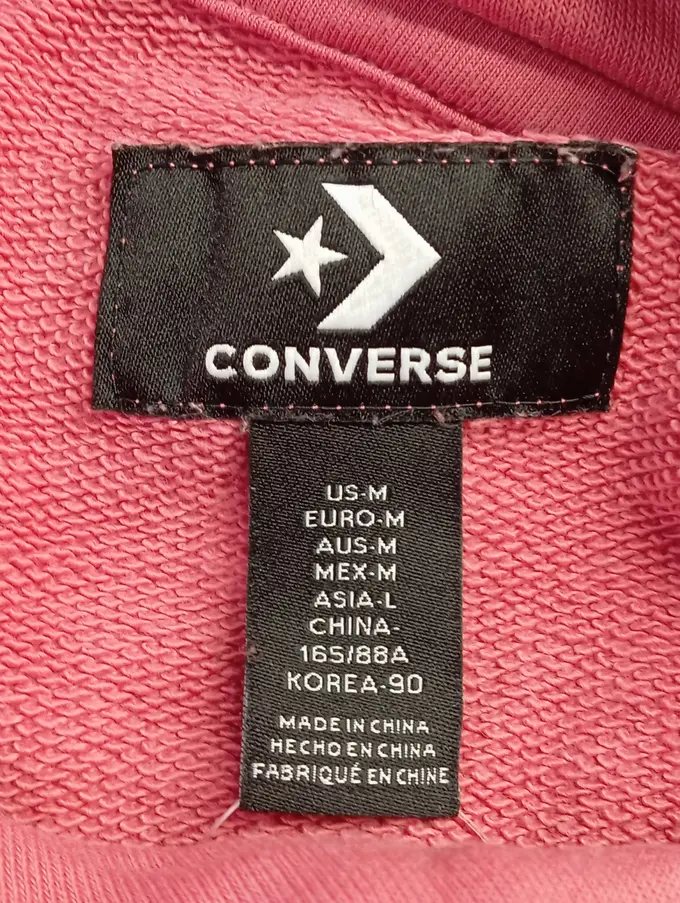 CONVERSE
US-M
EURO-M
AUS-M
MEX-M
ASIA-L
CHINA-
165/88A
KOREA-90
MADE IN CHINA
HECHO EN CHINA
FABRIQUÉ EN CHINE